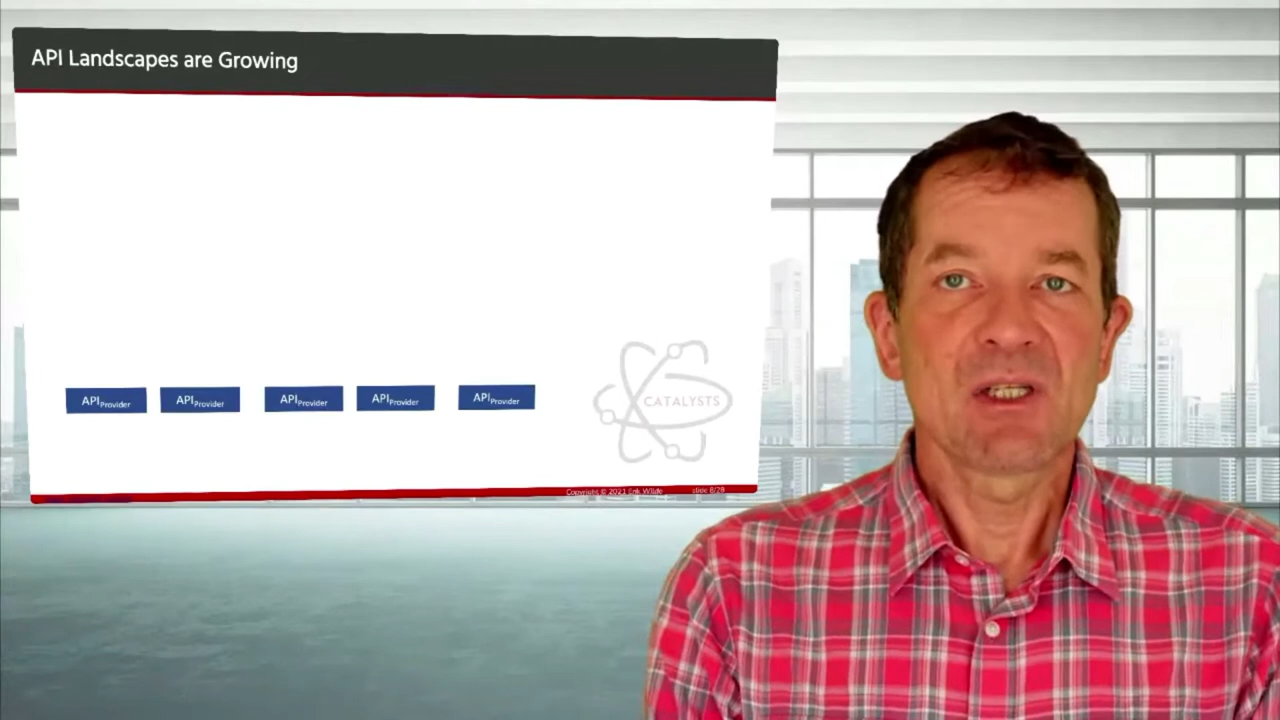 API Landscapes are Growing
APIProvider APIProvider APIProvider APIProvider APIProvider
CATALYSTS
Copyright © 2021 Erik Wilde slide 8/28